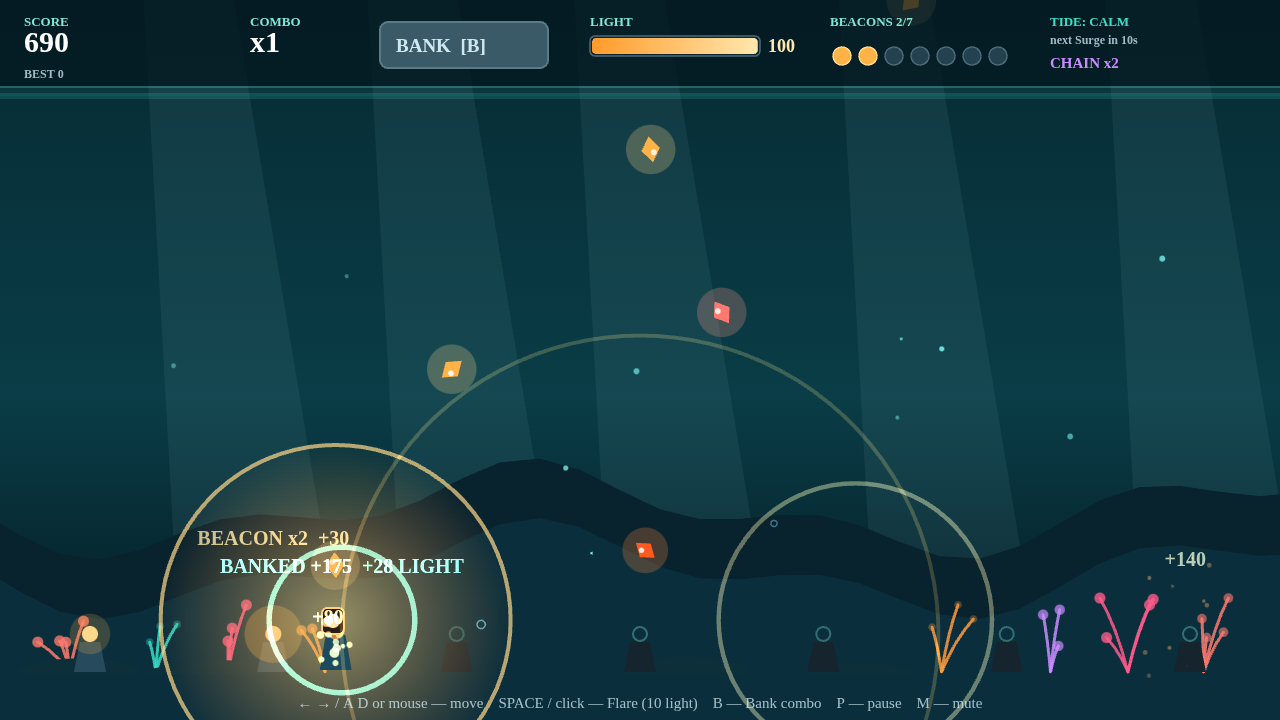 SCORE
690
BEST 0
COMBO
x1
BANK [B]
LIGHT
100
BEACONS 2/7
TIDE: CALM
next Surge in 10s
CHAIN x2
BEACON x2 +30
BANKED +175 +28 LIGHT
+140
← → / A D or mouse — move SPACE / click — Flare (10 light) B — Bank combo P — pause M — mute